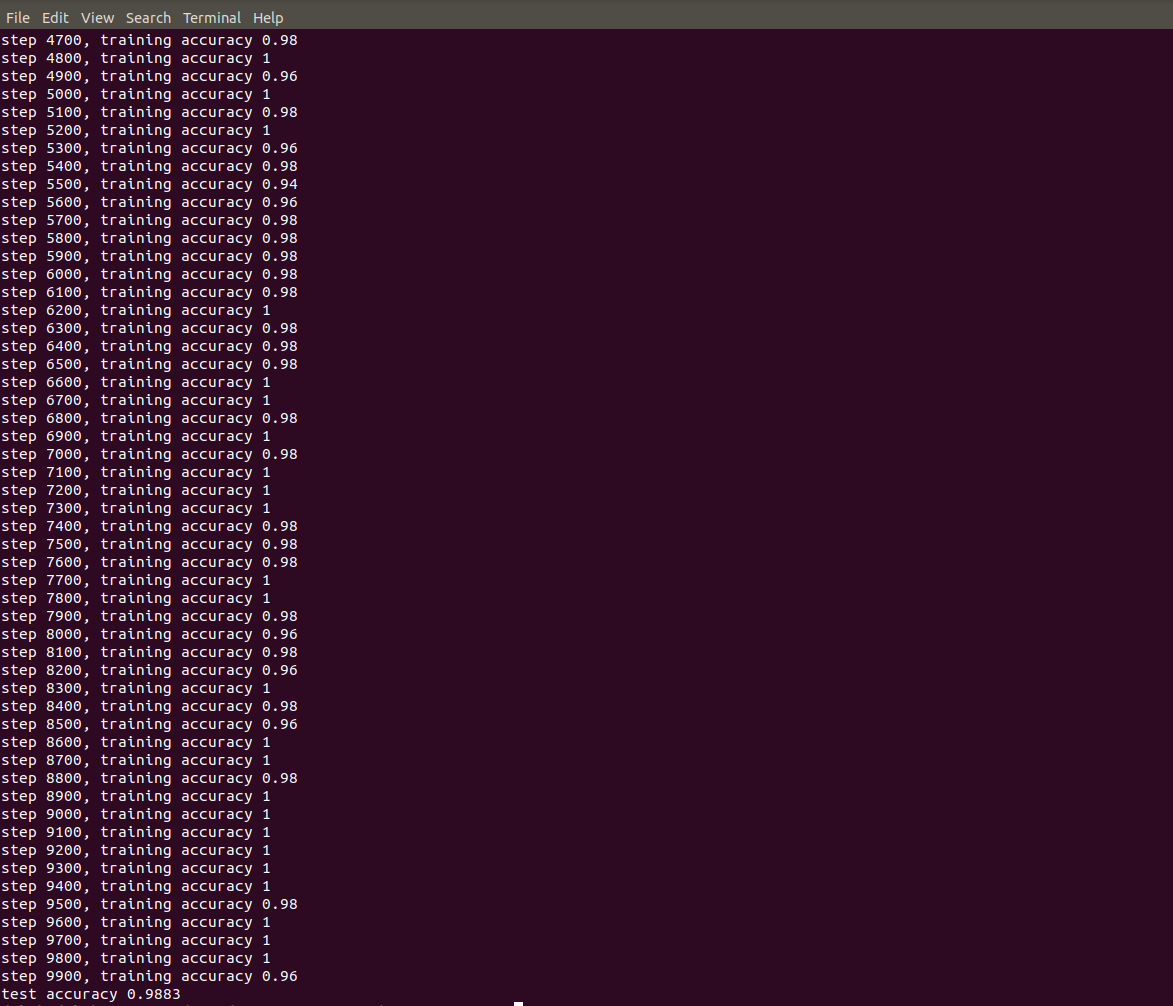 File Edit View Search Terminal Help
step 4700, training accuracy 0.98
step 4800, training accuracy 1
step 4900, training accuracy 0.96
step 5000, training accuracy 1
step 5100, training accuracy 0.98
step 5200, training accuracy 1
step 5300, training accuracy 0.96
step 5400, training accuracy 0.98
step 5500, training accuracy 0.94
step 5600, training accuracy 0.96
step 5700, training accuracy 0.98
step 5800, training accuracy 0.98
step 5900, training accuracy 0.98
step 6000, training accuracy 0.98
step 6100, training accuracy 0.98
step 6200, training accuracy 1
step 6300, training accuracy 0.98
step 6400, training accuracy 0.98
step 6500, training accuracy 0.98
step 6600, training accuracy 1
step 6700, training accuracy 1
step 6800, training accuracy 0.98
step 6900, training accuracy 1
step 7000, training accuracy 0.98
step 7100, training accuracy 1
step 7200, training accuracy 1
step 7300, training accuracy 1
step 7400, training accuracy 0.98
step 7500, training accuracy 0.98
step 7600, training accuracy 0.98
step 7700, training accuracy 1
step 7800, training accuracy 1
step 7900, training accuracy 0.98
step 8000, training accuracy 0.96
step 8100, training accuracy 0.98
step 8200, training accuracy 0.96
step 8300, training accuracy 1
step 8400, training accuracy 0.98
step 8500, training accuracy 0.96
step 8600, training accuracy 1
step 8700, training accuracy 1
step 8800, training accuracy 0.98
step 8900, training accuracy 1
step 9000, training accuracy 1
step 9100, training accuracy 1
step 9200, training accuracy 1
step 9300, training accuracy 1
step 9400, training accuracy 1
step 9500, training accuracy 0.98
step 9600, training accuracy 1
step 9700, training accuracy 1
step 9800, training accuracy 1
step 9900, training accuracy 0.96
test accuracy 0.9883